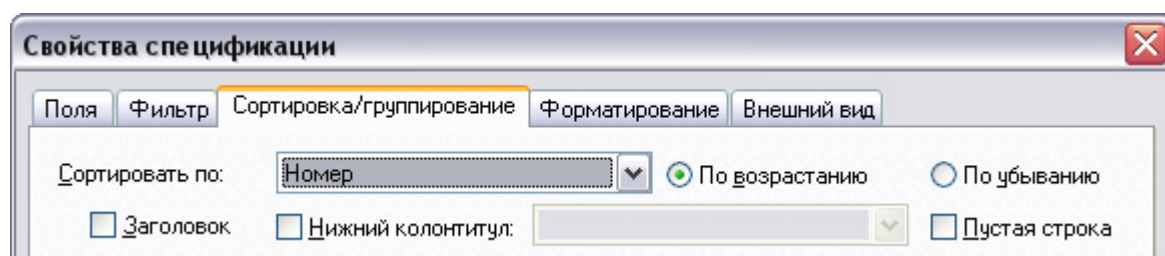 Свойства спецификации
Поля Фильтр Сортировка/группирование Форматирование Внешний вид
Сортировать по: Номер По возрастанию По убыванию
Заголовок Нижний колонтитул: Пустая строка